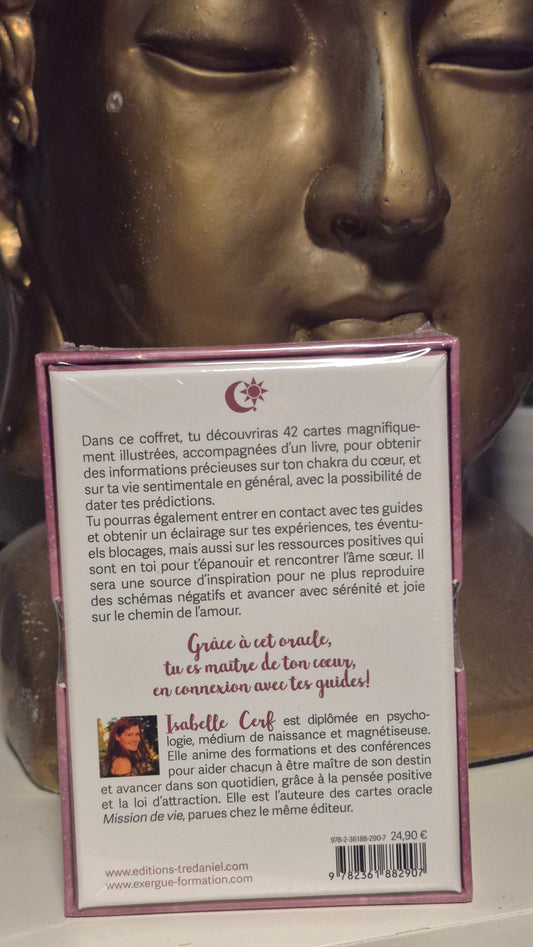 Dans ce coffret, tu découvriras 42 cartes magnifique-
ment illustrées, accompagnées d'un livre, pour obtenir
des informations précieuses sur ton chakra du cœur, et
sur ta vie sentimentale en général, avec la possibilité de
dater tes prédictions.
Tu pourras également entrer en contact avec tes guides
et obtenir un éclairage sur tes expériences, tes éventu-
els blocages, mais aussi sur les ressources positives qui
sont en toi pour t'épanouir et rencontrer l'âme sœur. Il
sera une source d'inspiration pour ne plus reproduire
des schémas négatifs et avancer avec sérénité et joie
sur le chemin de l'amour.
Grâce à cet oracle,
tu es maître de ton cœur,
en connexion avec tes guides!
Isabelle Cerf est diplômée en psycho-
logie, médium de naissance et magnétiseuse.
Elle anime des formations et des conférences
pour aider chacun à être maître de son destin
et avancer dans son quotidien, grâce à la pensée positive
et la loi d'attraction. Elle est l'auteure des cartes oracle
Mission de vie, parues chez le même éditeur.
978-2-36188-290-7 24,90 €
www.editions-tredaniel.com
www.exergue-formation.com
9 782361 882907